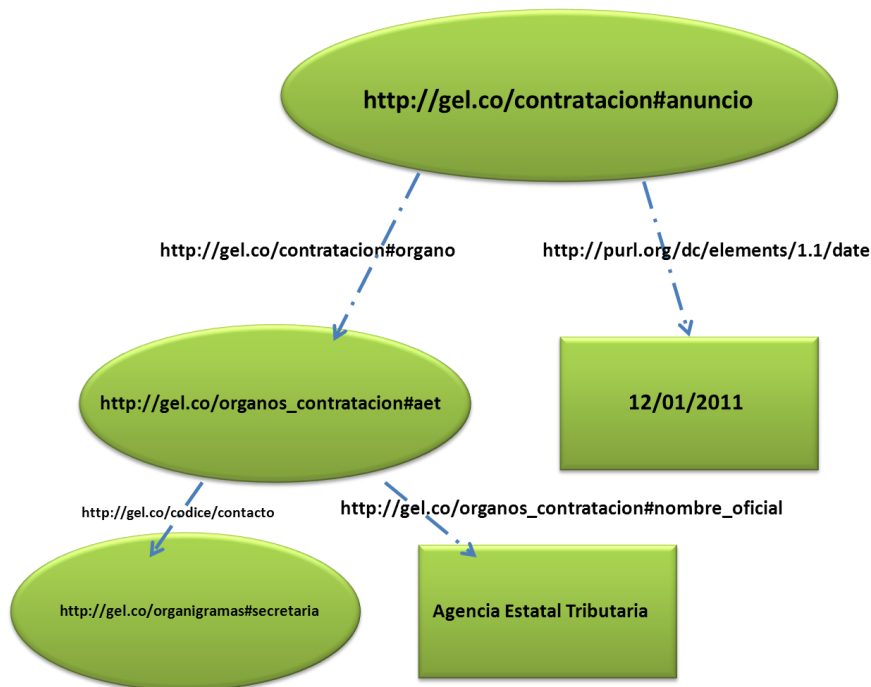 http://gel.co/contratacion#anuncio
http://gel.co/contratacion#organo
http://purl.org/dc/elements/1.1/date
http://gel.co/organos_contratacion#aet
12/01/2011
http://gel.co/codice/contacto
http://gel.co/organos_contratacion#nombre_oficial
http://gel.co/organigramas#secretaria
Agencia Estatal Tributaria